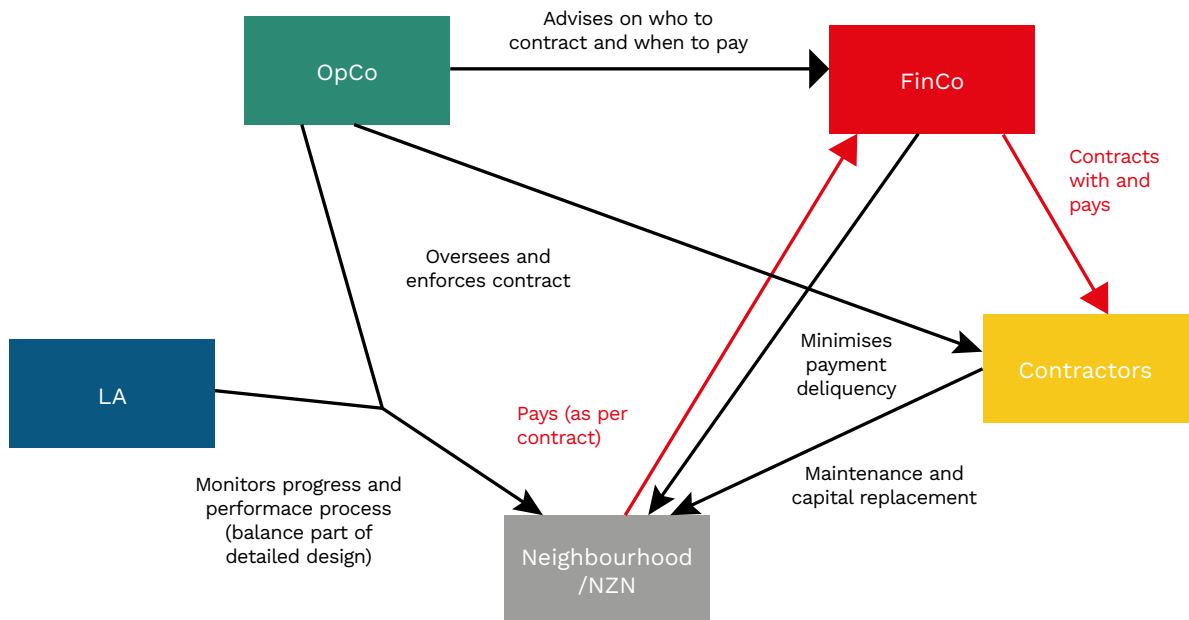 Advises on who to
contract and when to pay
OpCo
FinCo
Contracts
with and
pays
Oversees and
enforces contract
Minimises
payment
deliquency
Contractors
LA
Pays (as per
contract)
Monitors progress and
performace process
(balance part of
detailed design)
Maintenance and
capital replacement
Neighbourhood
/NZN